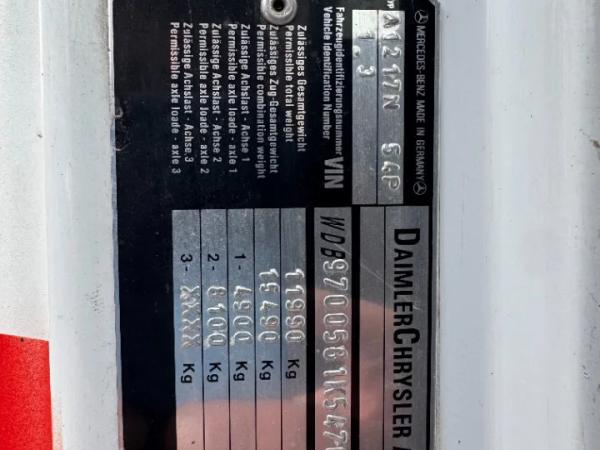 MERCEDES-BENZ MADE IN GERMANY
DAIMLERCHRYSLER A
A1217N 54P
1.3
Fahrzeugidentifizierungsnummer
Vehicle Identification Number
VIN
WDB9700581K547
Zulässiges Gesamtgewicht
Permissible total weight
11990 Kg
Zulässiges Zug-Gesamtgewicht
Permissible combination weight
15490 Kg
Zulässige Achslast - Achse 1
Permissible axle loads - axle 1
1 - 4900 Kg
Zulässige Achslast - Achse 2
Permissible axle loads - axle 2
2 - 8100 Kg
Zulässige Achslast - Achse 3
Permissible axle loads - axle 3
3 - XXXX Kg